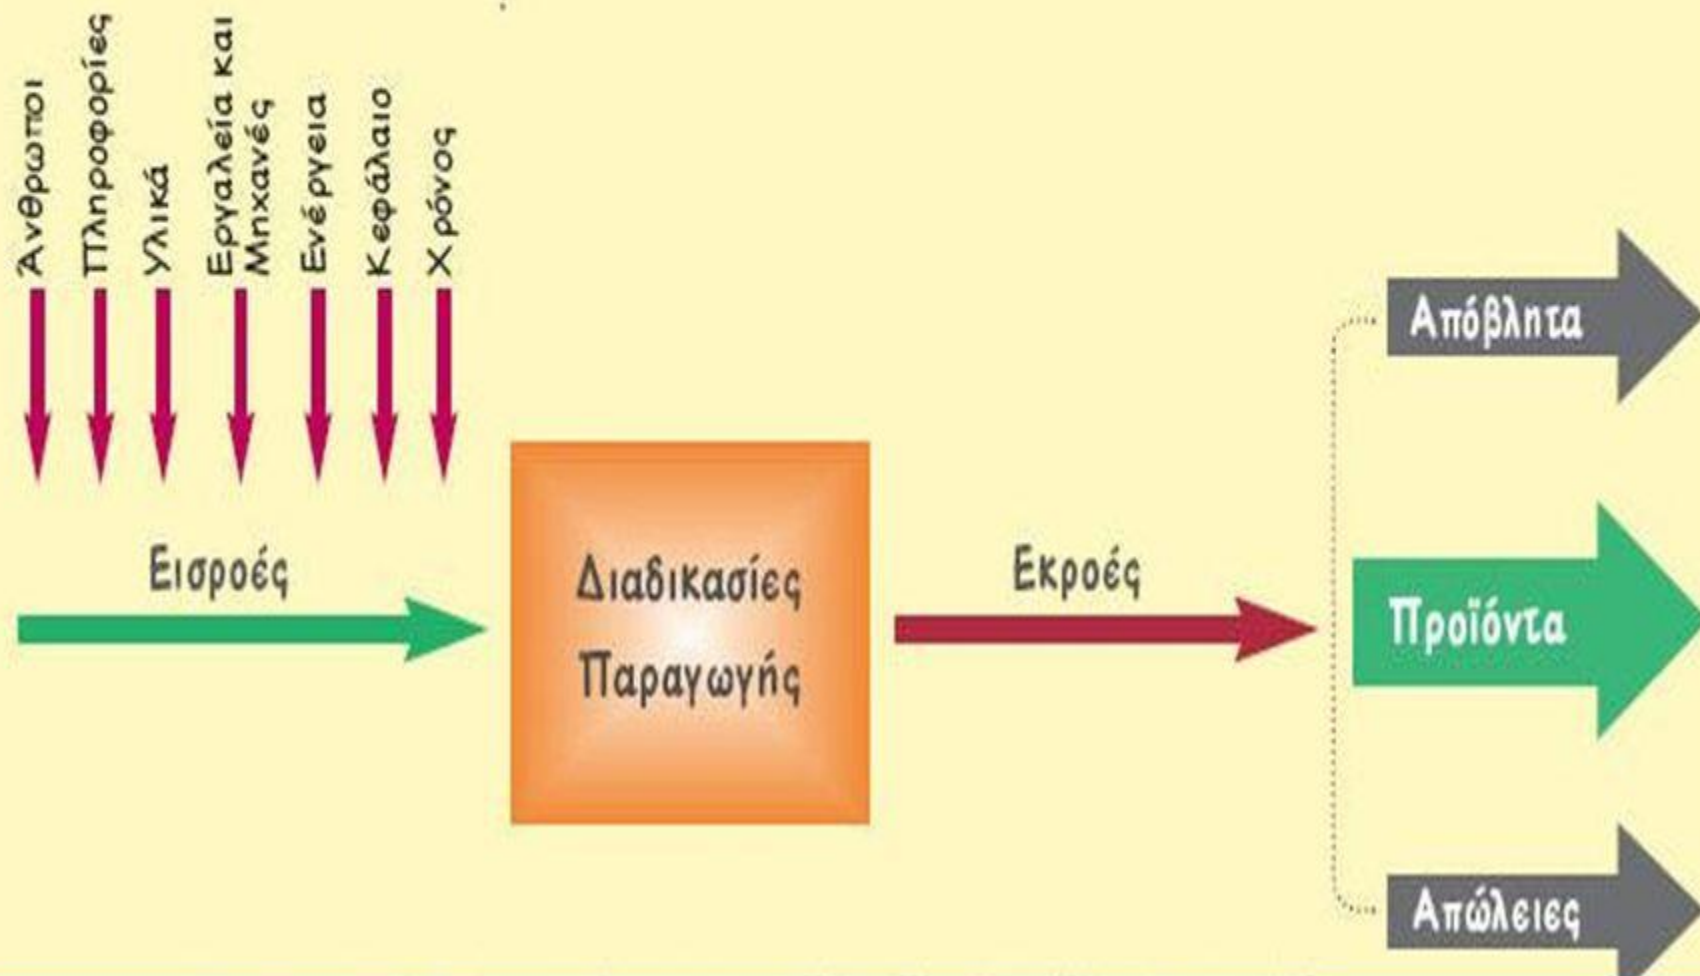 Άνθρωποι
Πληροφορίες
Υλικά
Εργαλεία και
Μηχανές
Ενέργεια
Κεφάλαιο
Χρόνος
Εισροές
Διαδικασίες
Παραγωγής
Εκροές
Απόβλητα
Προϊόντα
Απώλειες